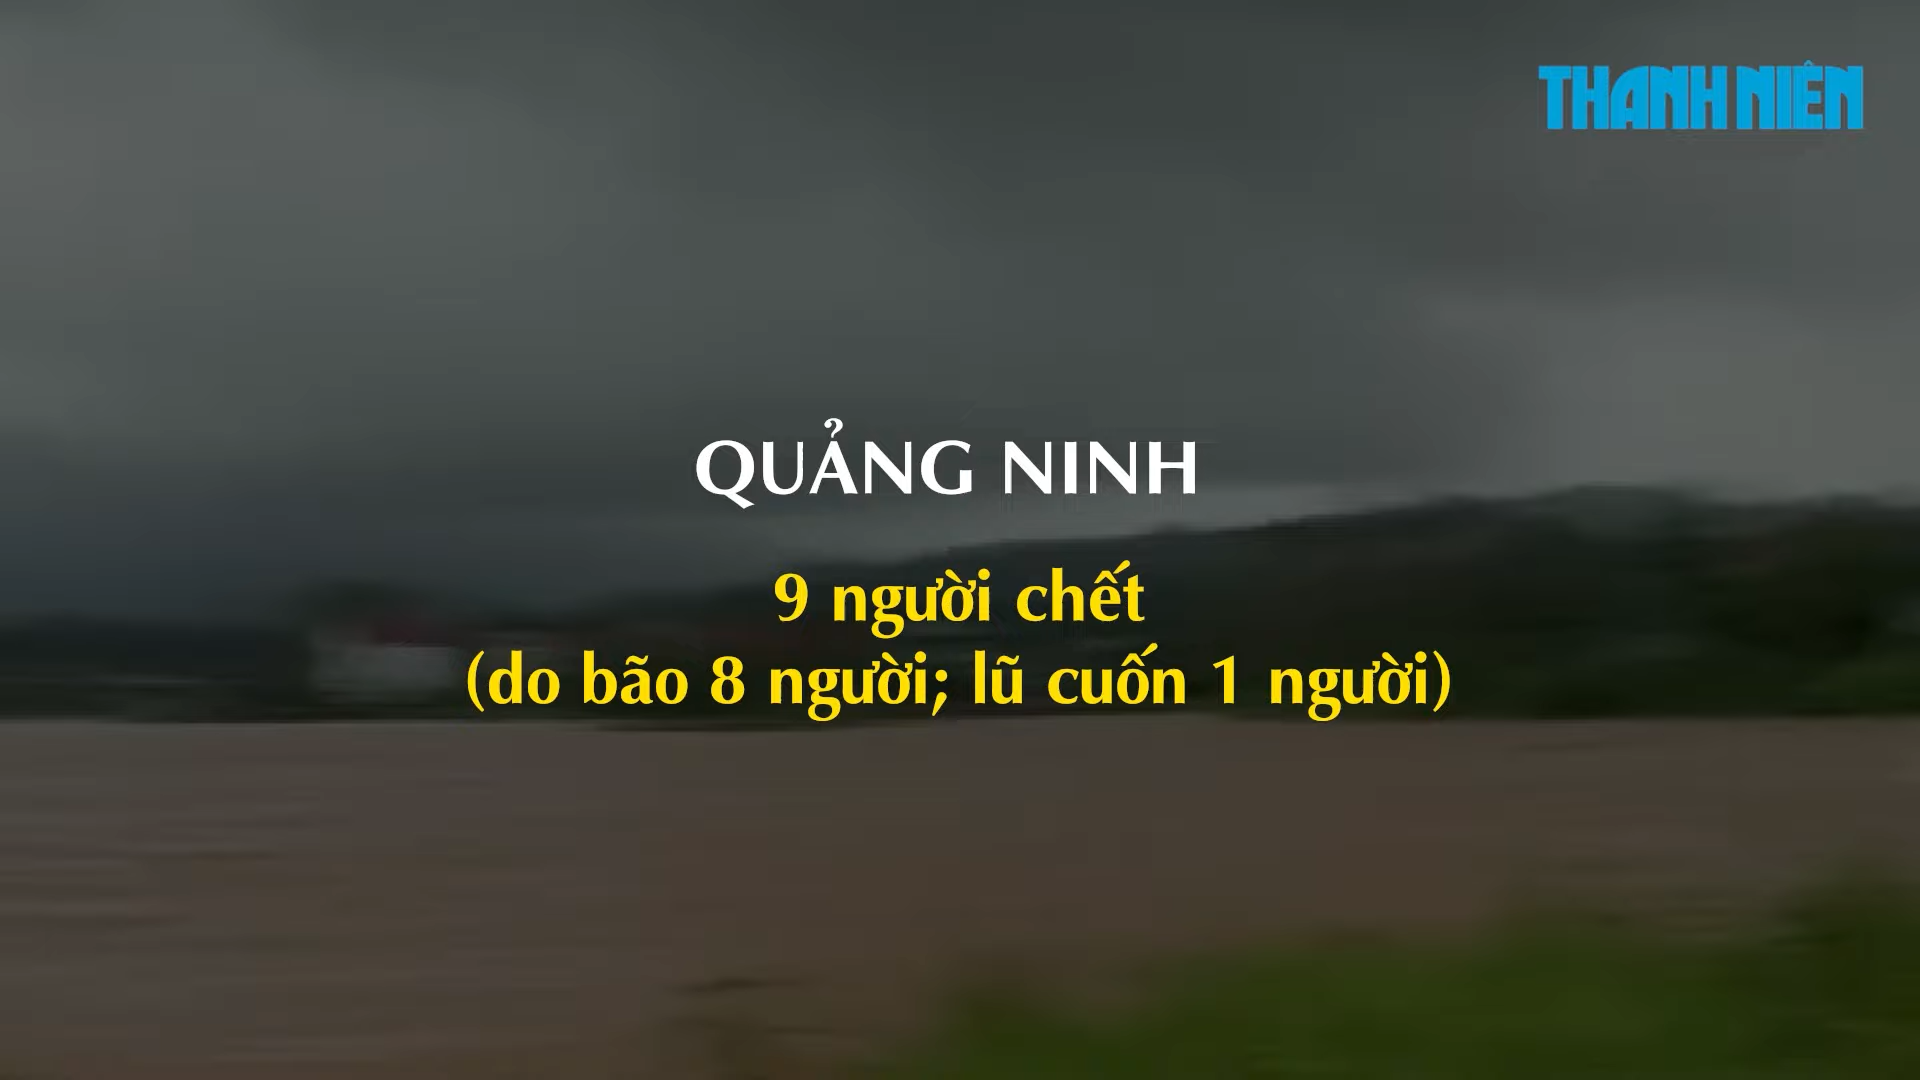 THANH NIÊN
QUẢNG NINH
9 người chết
(do bão 8 người; lũ cuốn 1 người)